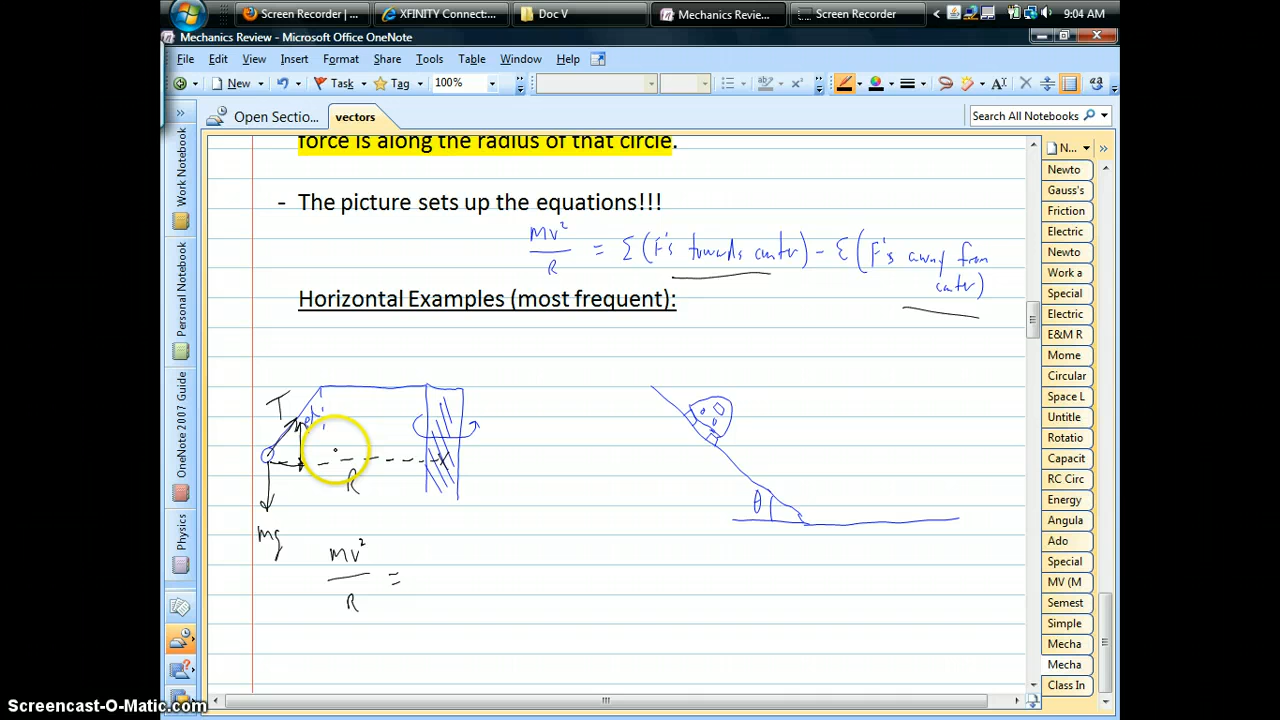 Screen Recorder | ...
XFINITY Connect:...
Doc V
Mechanics Review...
Screen Recorder
9:04 AM
Mechanics Review - Microsoft Office OneNote
File Edit View Insert Format Share Tools Table Window Help
New Task Tag 100%
Open Sectio... vectors
Search All Notebooks
force is along the radius of that circle.
- The picture sets up the equations!!!
MV²
R
= Σ (F's towards center) - Σ (F's away from
center)
Horizontal Examples (most frequent):
T
R
θ
mg
MV²
R
=
Work Notebook
Personal Notebook
OneNote 2007 Guide
Physics
N...
Newto
Gauss's
Friction
Electric
Newto
Work a
Special
Electric
E&M R
Mome
Circular
Space L
Untitle
Rotatio
Capacit
RC Circ
Energy
Angula
Ado
Special
MV (M
Semest
Simple
Mecha
Mecha
Class In
Screencast-O-Matic.com